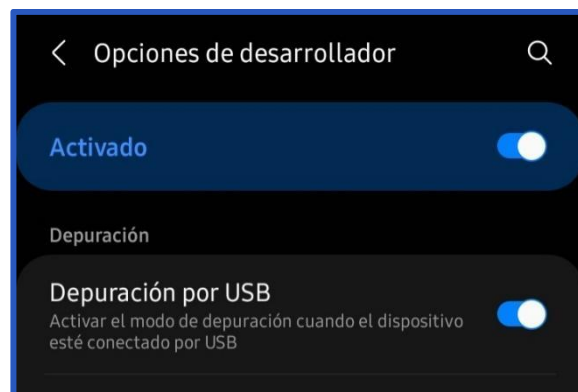 Opciones de desarrollador
Activado
Depuración
Depuración por USB
Activar el modo de depuración cuando el dispositivo
esté conectado por USB